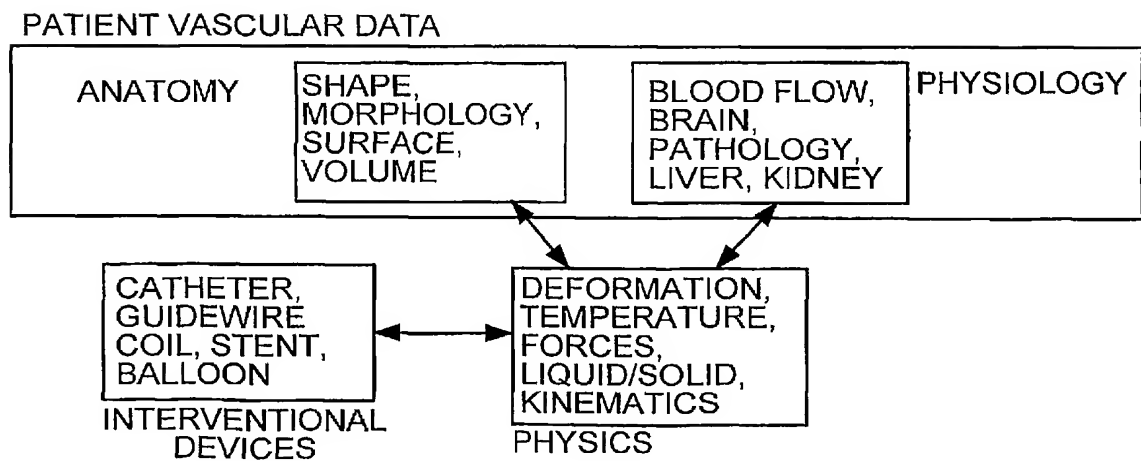 PATIENT VASCULAR DATA
ANATOMY
SHAPE,
MORPHOLOGY,
SURFACE,
VOLUME
BLOOD FLOW,
BRAIN,
PATHOLOGY,
LIVER, KIDNEY
PHYSIOLOGY
CATHETER,
GUIDEWIRE
COIL, STENT,
BALLOON
INTERVENTIONAL
DEVICES
DEFORMATION,
TEMPERATURE,
FORCES,
LIQUID/SOLID,
KINEMATICS
PHYSICS